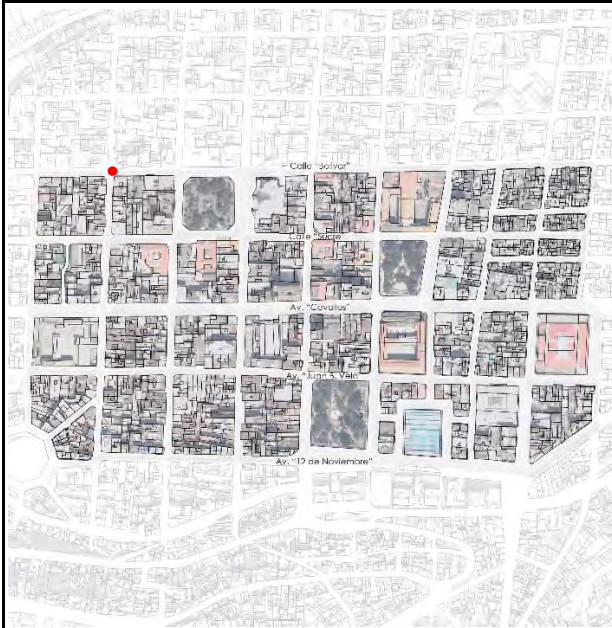 Calle "Bolívar"
Calle "Sucre"
Av. "Cevallos"
Av. "Juan B. Vela"
Av. "12 de Noviembre"